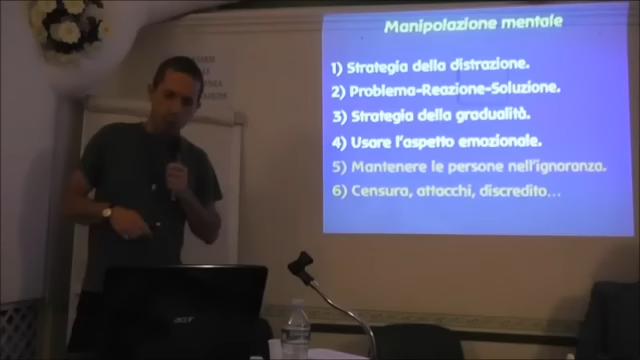 Manipolazione mentale
1) Strategia della distrazione.
2) Problema-Reazione-Soluzione.
3) Strategia della gradualità.
4) Usare l'aspetto emozionale.
5) Mantenere le persone nell'ignoranza.
6) Censura, attacchi, discredito...
acer